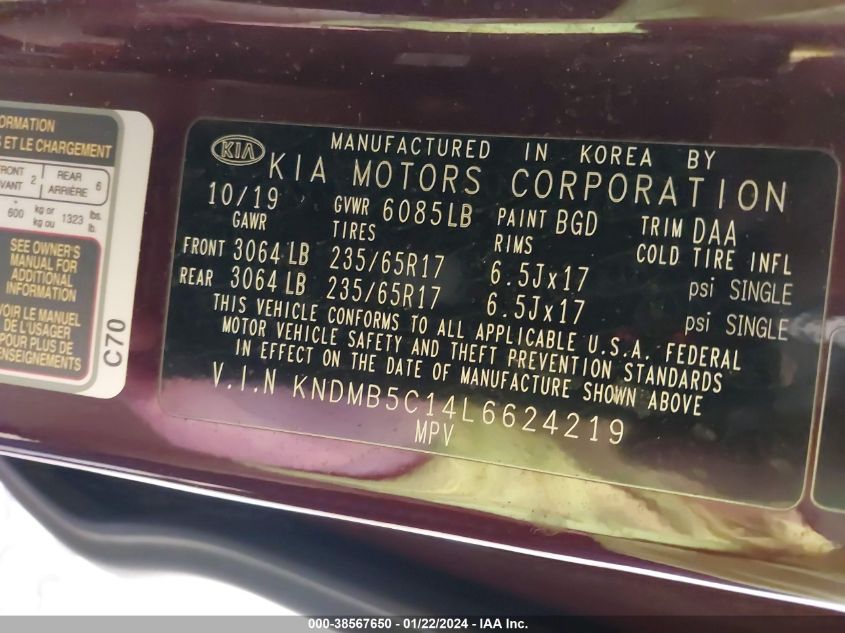 ORMATION
S ET LE CHARGEMENT
FRONT 2 REAR 6
VANT ARRIÈRE
600 kg or kg ou 1323 lbs. lb.
SEE OWNER'S
MANUAL FOR
ADDITIONAL
INFORMATION
VOIR LE MANUEL
DE L'USAGER
POUR PLUS DE
ENSEIGNEMENTS
C70
KIA
MANUFACTURED IN KOREA BY
KIA MOTORS CORPORATION
10/19 GVWR 6085LB PAINT BGD TRIM DAA
GAWR TIRES RIMS COLD TIRE INFL
FRONT 3064 LB 235/65R17 6.5Jx17 psi SINGLE
REAR 3064 LB 235/65R17 6.5Jx17 psi SINGLE
THIS VEHICLE CONFORMS TO ALL APPLICABLE U.S.A. FEDERAL
MOTOR VEHICLE SAFETY AND THEFT PREVENTION STANDARDS
IN EFFECT ON THE DATE OF MANUFACTURE SHOWN ABOVE
V.I.N KNDMB5C14L6624219
MPV
000 - 38567650 - 01/22/2024 - IAA Inc.